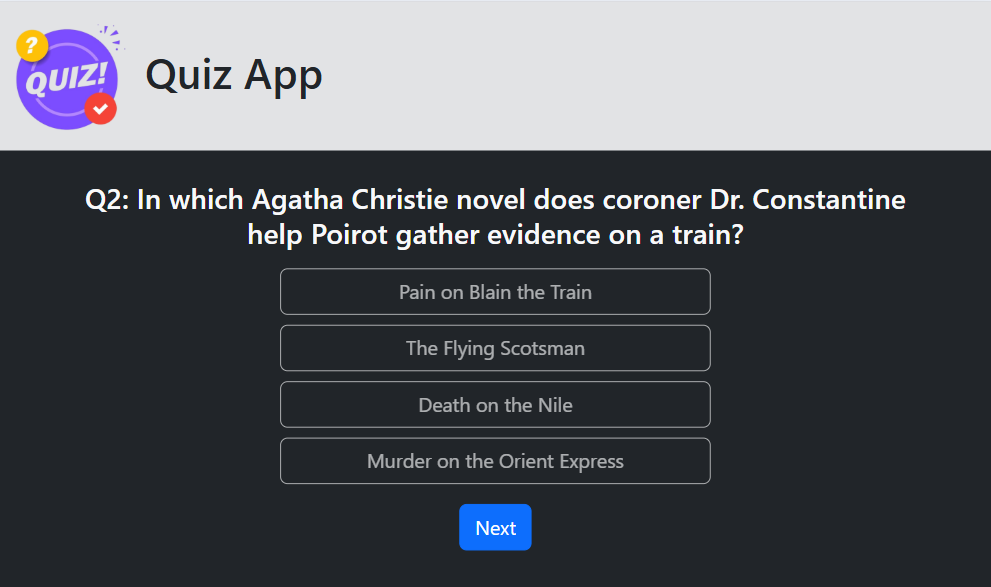 ?
QUIZ!
Quiz App
Q2: In which Agatha Christie novel does coroner Dr. Constantine
help Poirot gather evidence on a train?
Pain on Blain the Train
The Flying Scotsman
Death on the Nile
Murder on the Orient Express
Next